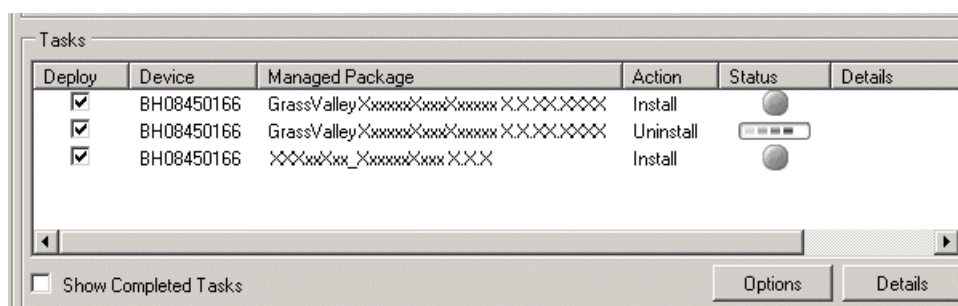 Tasks
Deploy Device Managed Package Action Status Details
BH08450166 GrassValleyXxxxxxXxxxXxxxxx X.X.XX.XXXX Install
BH08450166 GrassValleyXxxxxxXxxxXxxxxx X.X.XX.XXXX Uninstall
BH08450166 XXXxxXxx_XxxxxxXxxx X.X.X Install
Show Completed Tasks Options Details